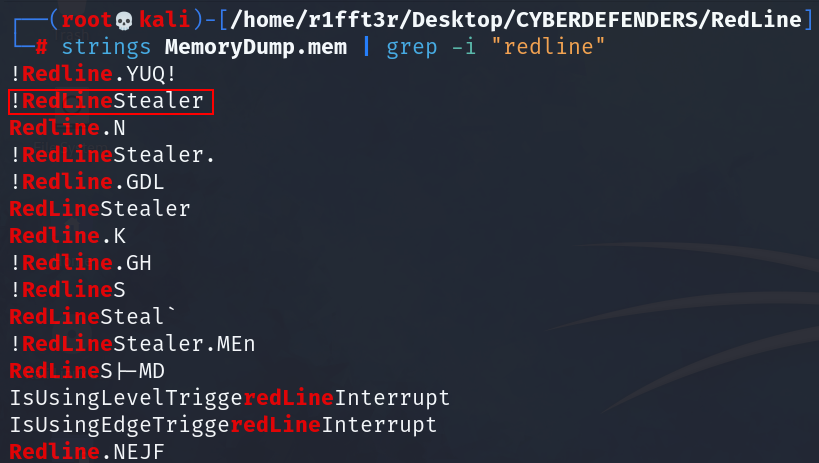 ┌──(root💀kali)-[/home/r1fft3r/Desktop/CYBERDEFENDERS/RedLine]
└─# strings MemoryDump.mem | grep -i "redline"
!Redline.YUQ!
!RedLineStealer
Redline.N
!RedLineStealer.
!Redline.GDL
RedLineStealer
Redline.K
!Redline.GH
!RedLineS
RedLineSteal`
!RedLineStealer.MEn
RedLineS├─MD
IsUsingLevelTriggeredLineInterrupt
IsUsingEdgeTriggeredLineInterrupt
Redline.NEJF